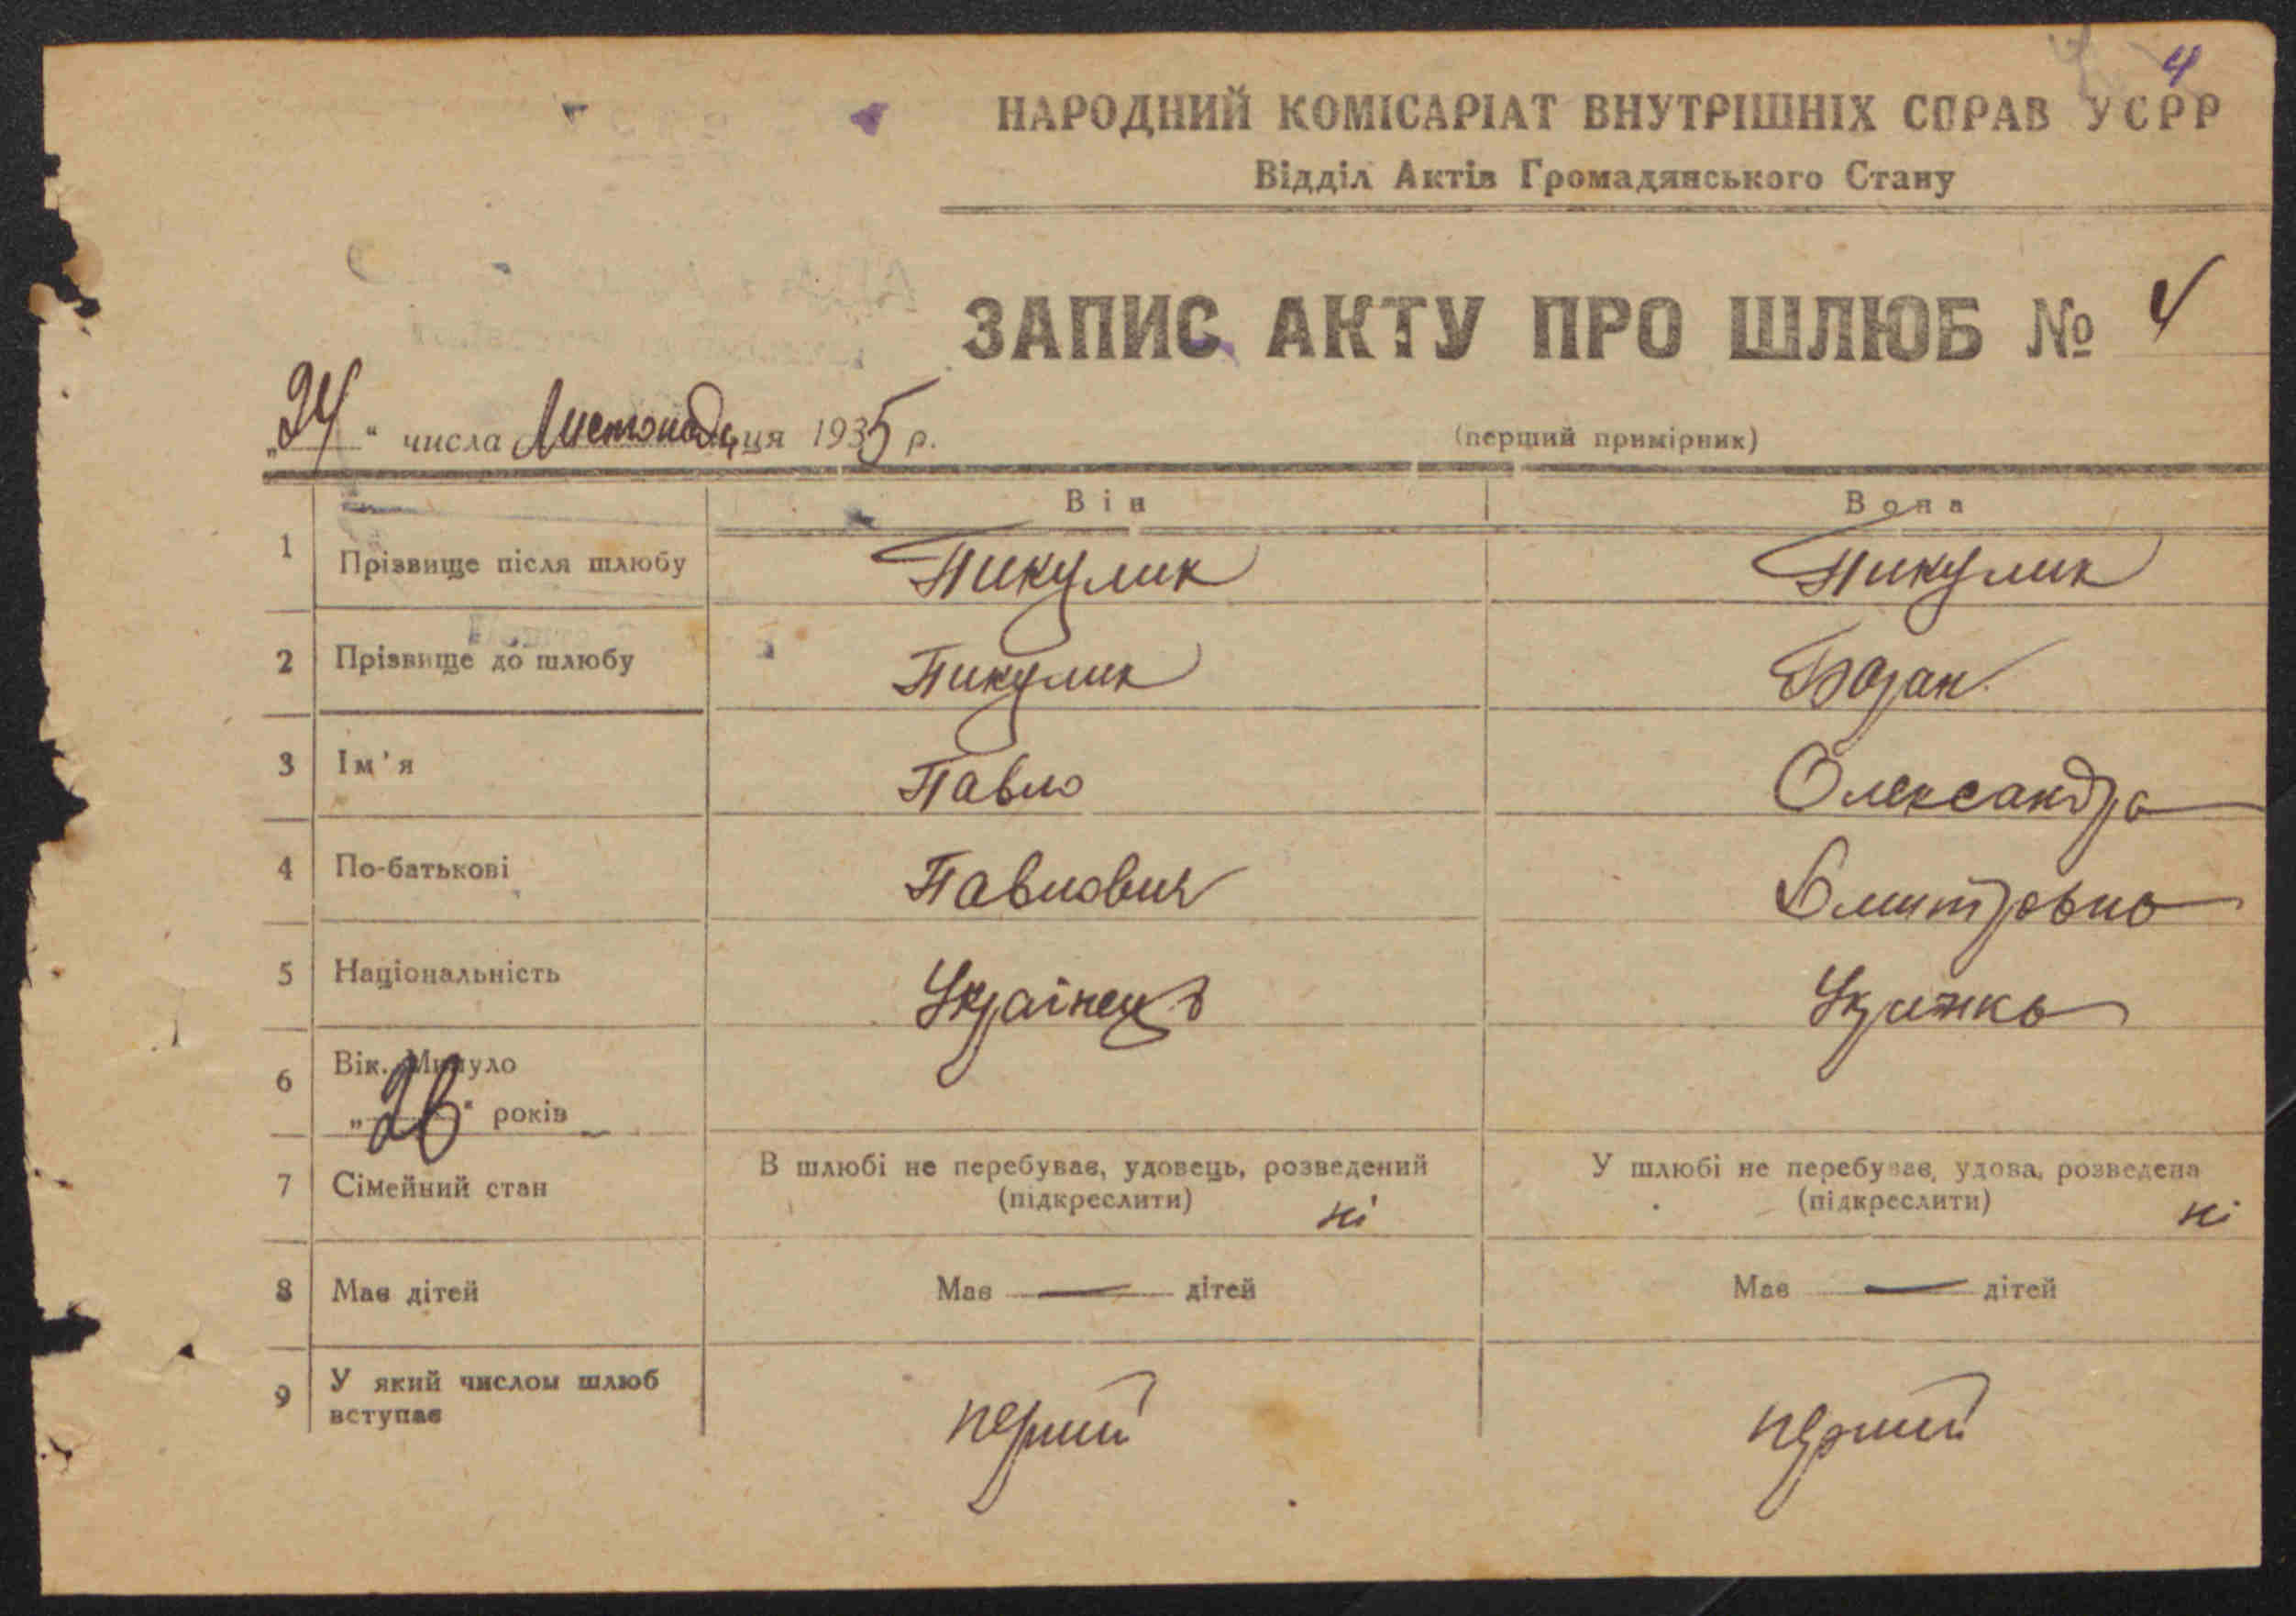 4
НАРОДНИЙ КОМІСАРІАТ ВНУТРІШНІХ СПРАВ УСРР
Відділ Актів Громадянського Стану
ЗАПИС АКТУ ПРО ШЛЮБ № 4
„24“ числа Листопада ця 1935 р.
(перший примірник)
Він Вона
1 Прізвище після шлюбу Пикулик Пикулик
2 Прізвище до шлюбу Пикулик Бозан
3 Ім'я Павло Олександра
4 По-батькові Павлович Дмитровна
5 Національність Українець
6 Вік. Минуло
„26“ років
7 Сімейний стан В шлюбі не перебував, удовець, розведений У шлюбі не перебував, удова, розведена
(підкреслити) ні (підкреслити) ні
8 Має дітей Має — дітей Має — дітей
9 У який числом шлюб
вступає перший перший